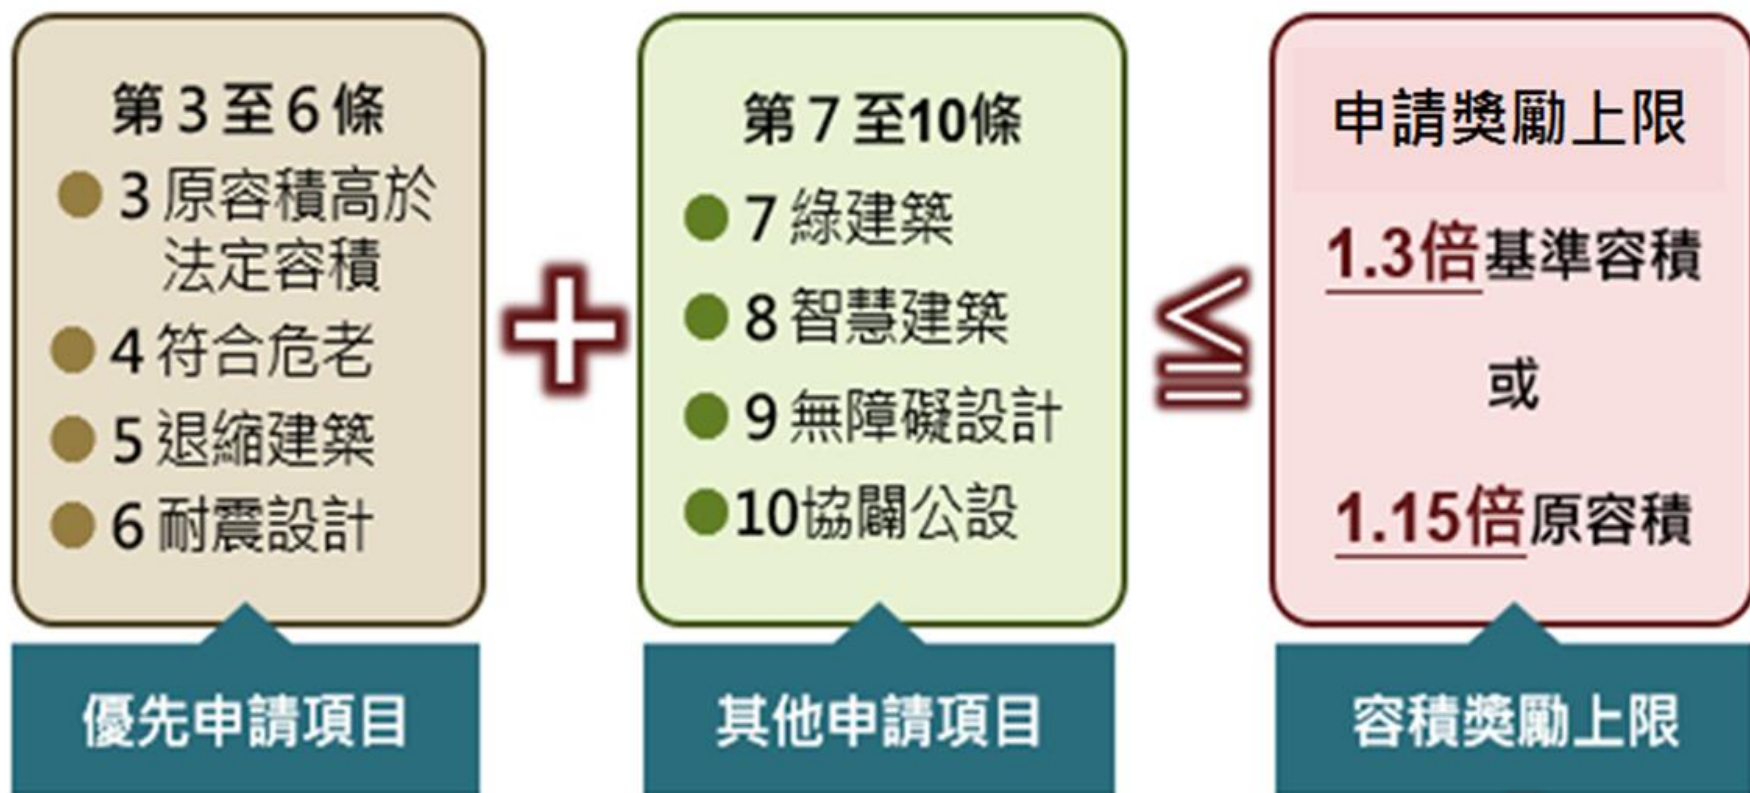 第3至6條
3 原容積高於
法定容積
4 符合危老
5 退縮建築
6 耐震設計
優先申請項目
+
第7至10條
7 綠建築
8 智慧建築
9 無障礙設計
10協闢公設
其他申請項目
≦
申請獎勵上限
1.3倍基準容積
或
1.15倍原容積
容積獎勵上限